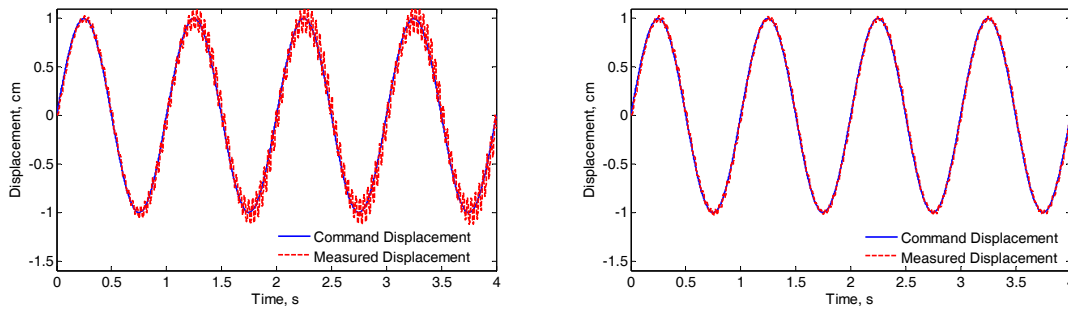 1
0.5
0
-0.5
-1
-1.5
Displacement, cm
Command Displacement
Measured Displacement
0 0.5 1 1.5 2 2.5 3 3.5 4
Time, s
1
0.5
0
-0.5
-1
-1.5
Displacement, cm
Command Displacement
Measured Displacement
0 0.5 1 1.5 2 2.5 3 3.5 4
Time, s